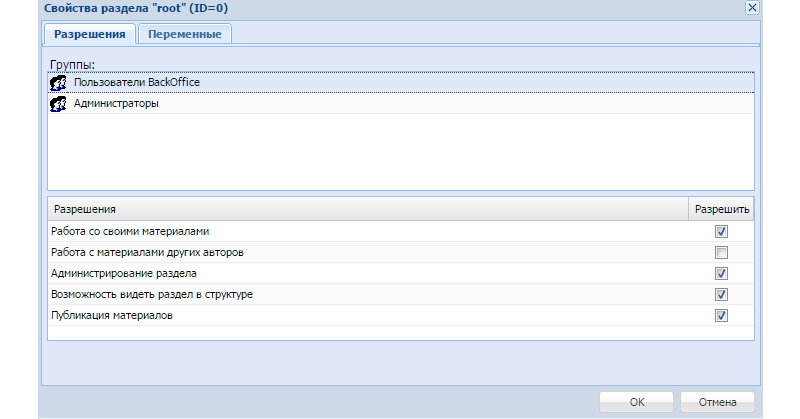 Свойства раздела "root" (ID=0)
Разрешения Переменные
Группы:
Пользователи BackOffice
Администраторы
Разрешения Разрешить
Работа со своими материалами
Работа с материалами других авторов
Администрирование раздела
Возможность видеть раздел в структуре
Публикация материалов
OK Отмена